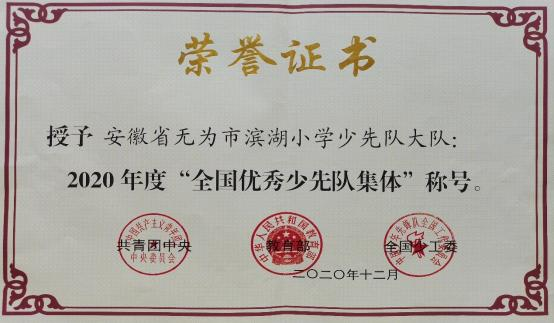 荣誉证书
授予 安徽省无为市滨湖小学少先队大队：
2020年度“全国优秀少先队集体”称号。
共青团中央 教育部 全国少工委
二〇二〇年十二月